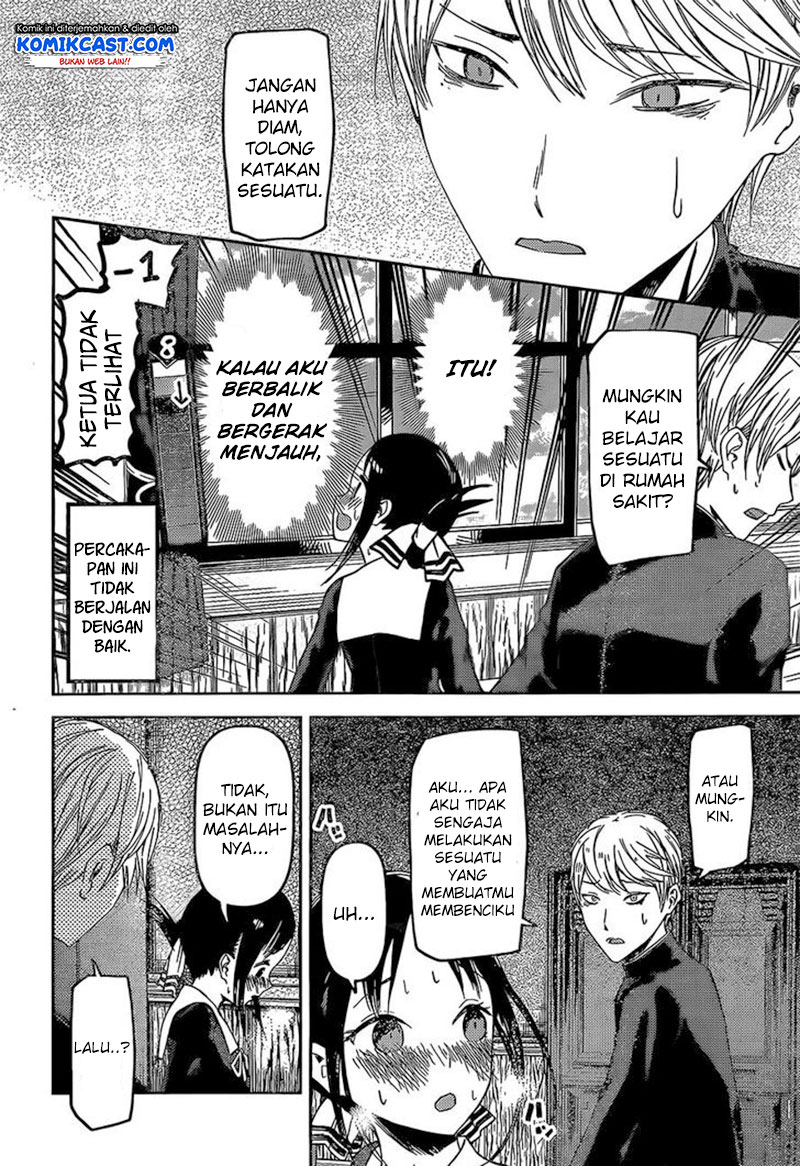 Komik ini diterjemahkan & diedit oleh
KOMIKCAST.COM
BUKAN WEB LAIN!!
JANGAN
HANYA
DIAM,
TOLONG
KATAKAN
SESUATU.
MUNGKIN
KAU
BELAJAR
SESUATU
DI RUMAH
SAKIT?
ITU!
KALAU AKU
BERBALIK
DAN
BERGERAK
MENJAUH,
-1
8
KETUA TIDAK
TERLIHAT
PERCAKA-
PAN INI
TIDAK
BERJALAN
DENGAN
BAIK.
ATAU
MUNG-
KIN.
AKU... APA
AKU TIDAK
SENGAJA
MELAKUKAN
SESUATU
YANG
MEMBUATMU
MEMBENCIKU
UH...
TIDAK,
BUKAN ITU
MASALAH-
NYA...
LALU..?